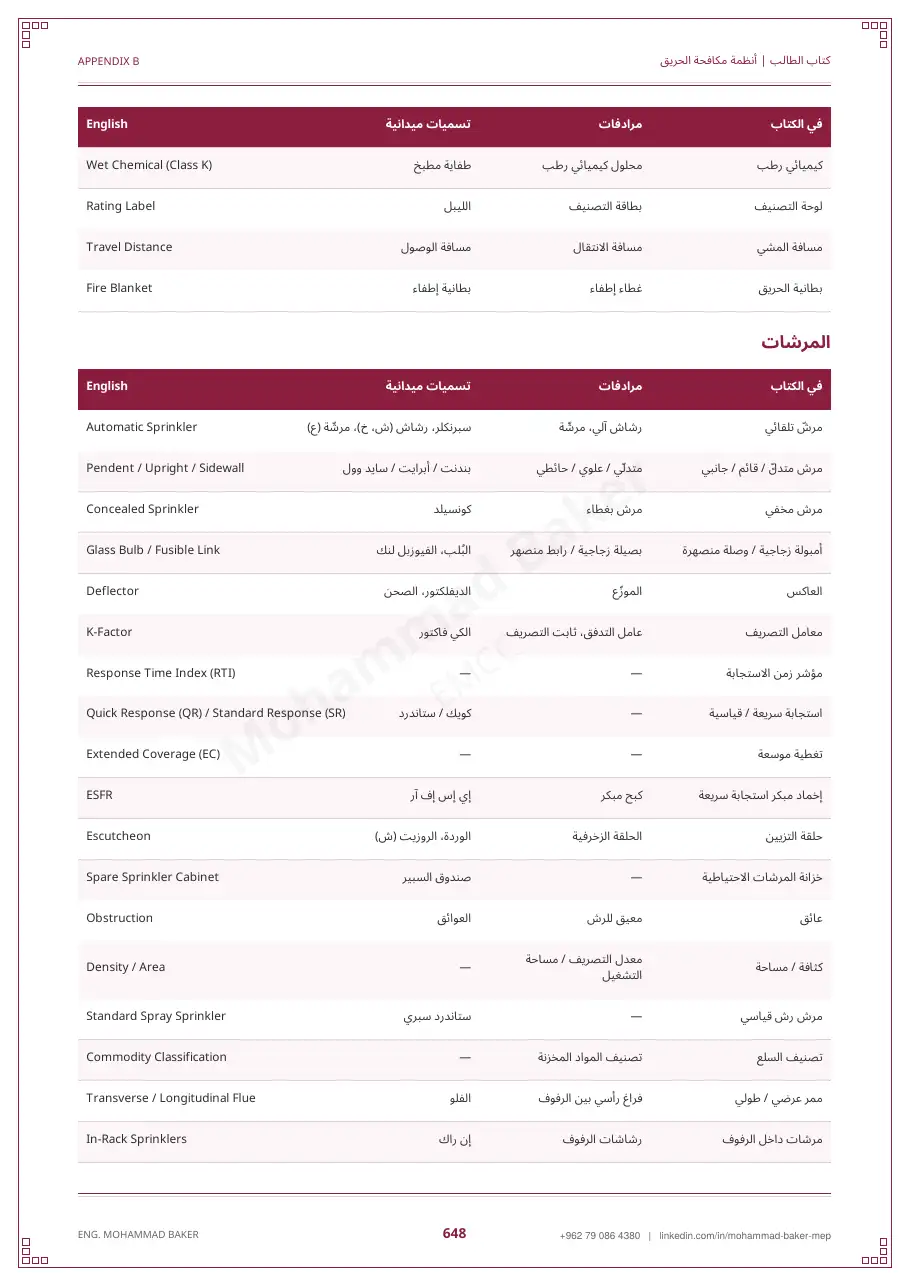 كتاب الطالب | أنظمة مكافحة الحريق APPENDIX B
في الكتاب مرادفات تسميات ميدانية English
كيميائي رطب محلول كيميائي رطب طفاية مطبخ Wet Chemical (Class K)
لوحة التصنيف بطاقة التصنيف الليبل Rating Label
مسافة المشي مسافة الانتقال مسافة الوصول Travel Distance
بطانية الحريق غطاء إطفاء بطانية إطفاء Fire Blanket
المرشات
في الكتاب مرادفات تسميات ميدانية English
مرشّ تلقائي رشاش آلي، مرشّة سبرنكلر، رشاش (ش، خ)، مرشّة (ع) Automatic Sprinkler
مرش متدلّ / قائم / جانبي متدلّي / علوي / حائطي بندنت / أبرايت / سايد وول Pendent / Upright / Sidewall
مرش مخفي مرش بغطاء كونسيلد Concealed Sprinkler
أمبولة زجاجية / وصلة منصهرة بصيلة زجاجية / رابط منصهر البُلب، الفيوزبل لنك Glass Bulb / Fusible Link
العاكس الموزّع الديفلكتور، الصحن Deflector
معامل التصريف عامل التدفق، ثابت التصريف الكي فاكتور K-Factor
مؤشر زمن الاستجابة — — Response Time Index (RTI)
استجابة سريعة / قياسية — كويك / ستاندرد Quick Response (QR) / Standard Response (SR)
تغطية موسعة — — Extended Coverage (EC)
إخماد مبكر استجابة سريعة كبح مبكر إي إس إف آر ESFR
حلقة التزيين الحلقة الزخرفية الوردة، الروزيت (ش) Escutcheon
خزانة المرشات الاحتياطية — صندوق السبير Spare Sprinkler Cabinet
عائق معيق للرش العوائق Obstruction
كثافة / مساحة معدل التصريف / مساحة
التشغيل — Density / Area
مرش رش قياسي — ستاندرد سبري Standard Spray Sprinkler
تصنيف السلع تصنيف المواد المخزنة — Commodity Classification
ممر عرضي / طولي فراغ رأسي بين الرفوف الفلو Transverse / Longitudinal Flue
مرشات داخل الرفوف رشاشات الرفوف إن راك In-Rack Sprinklers
Mohammad Baker
ENG. MOHAMMAD BAKER 648 +962 79 086 4380 | linkedin.com/in/mohammad-baker-mep